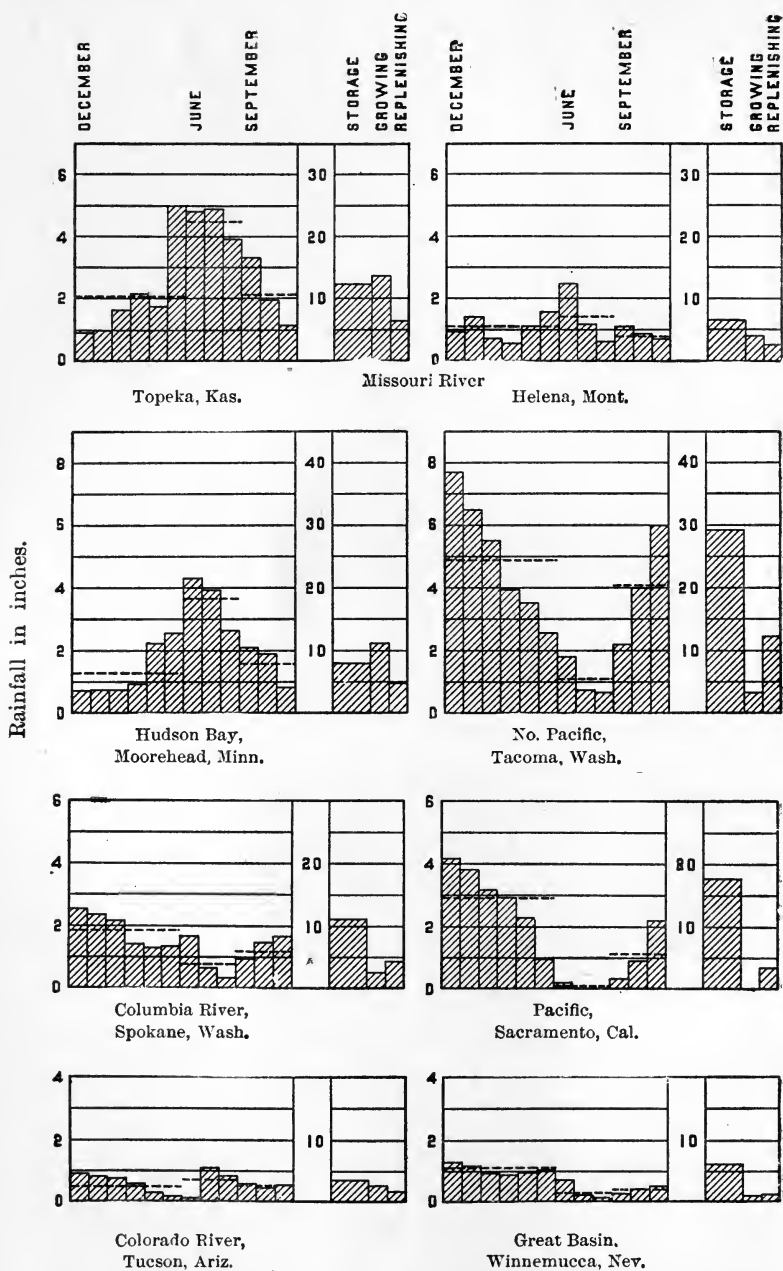 DECEMBER JUNE SEPTEMBER STORAGE GROWING REPLENISHING DECEMBER JUNE SEPTEMBER STORAGE GROWING REPLENISHING
6 30 6 30
4 20 4 20
2 10 2 10
0 0
Missouri River
Topeka, Kas. Helena, Mont.
Rainfall in inches.
8 40 8 40
6 30 6 30
4 20 4 20
2 10 2 10
0 0
Hudson Bay, No. Pacific,
Moorehead, Minn. Tacoma, Wash.
6 6
4 20 4 20
2 10 2 10
0 0
Columbia River, Pacific,
Spokane, Wash. Sacramento, Cal.
4 4
2 10 2 10
0 0
Colorado River, Great Basin.
Tucson, Ariz. Winnemucca, Nev.